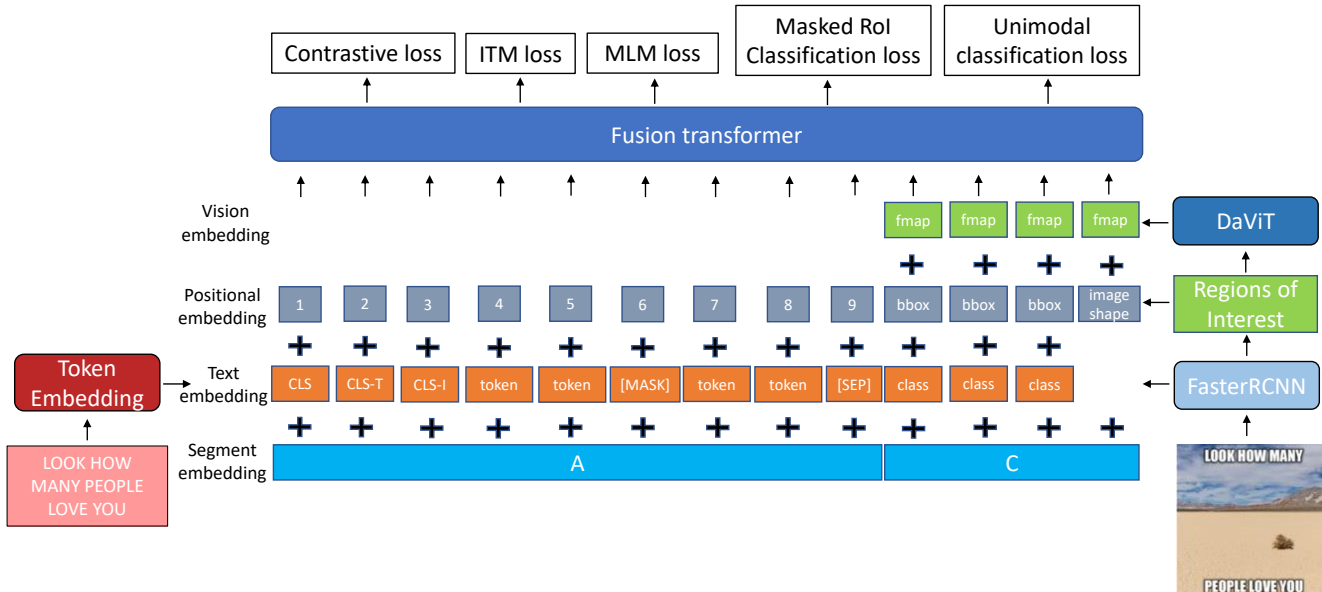 Contrastive loss
ITM loss
MLM loss
Masked RoI
Classification loss
Unimodal
classification loss
Fusion transformer
Vision
embedding
fmap fmap fmap fmap
DaViT
Positional
embedding
1 2 3 4 5 6 7 8 9 bbox bbox bbox image
shape
Regions of
Interest
Token
Embedding
Text
embedding
CLS CLS-T CLS-I token token [MASK] token token [SEP] class class class
FasterRCNN
Segment
embedding
A C
LOOK HOW
MANY PEOPLE
LOVE YOU
LOOK HOW MANY
PEOPLE LOVE YOU